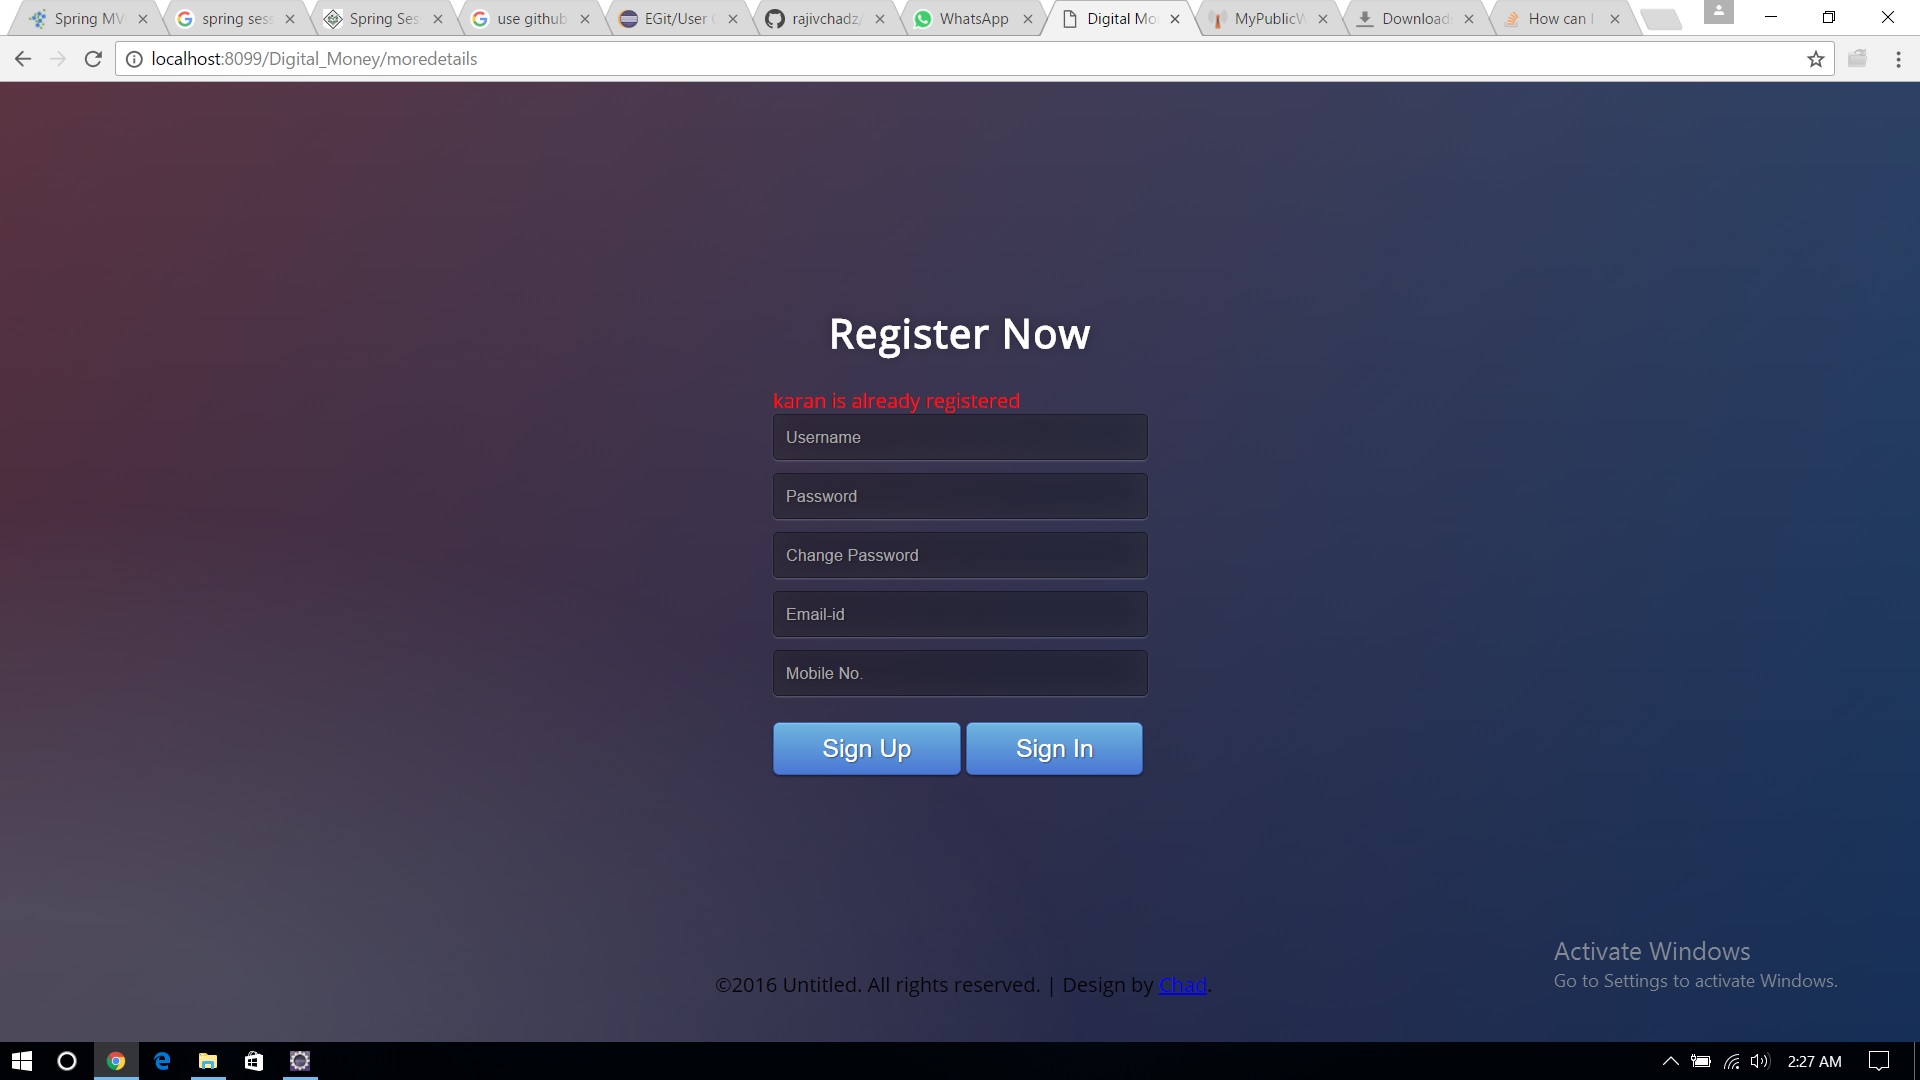 Spring MV
spring ses
Spring Ses
use github
EGit/User
rajivchadz/
WhatsApp
Digital Mo
MyPublicW
Download
How can I
localhost:8099/Digital_Money/moredetails
Register Now
karan is already registered
Username
Password
Change Password
Email-id
Mobile No.
Sign Up
Sign In
Activate Windows
Go to Settings to activate Windows.
©2016 Untitled. All rights reserved. | Design by Chad.
2:27 AM